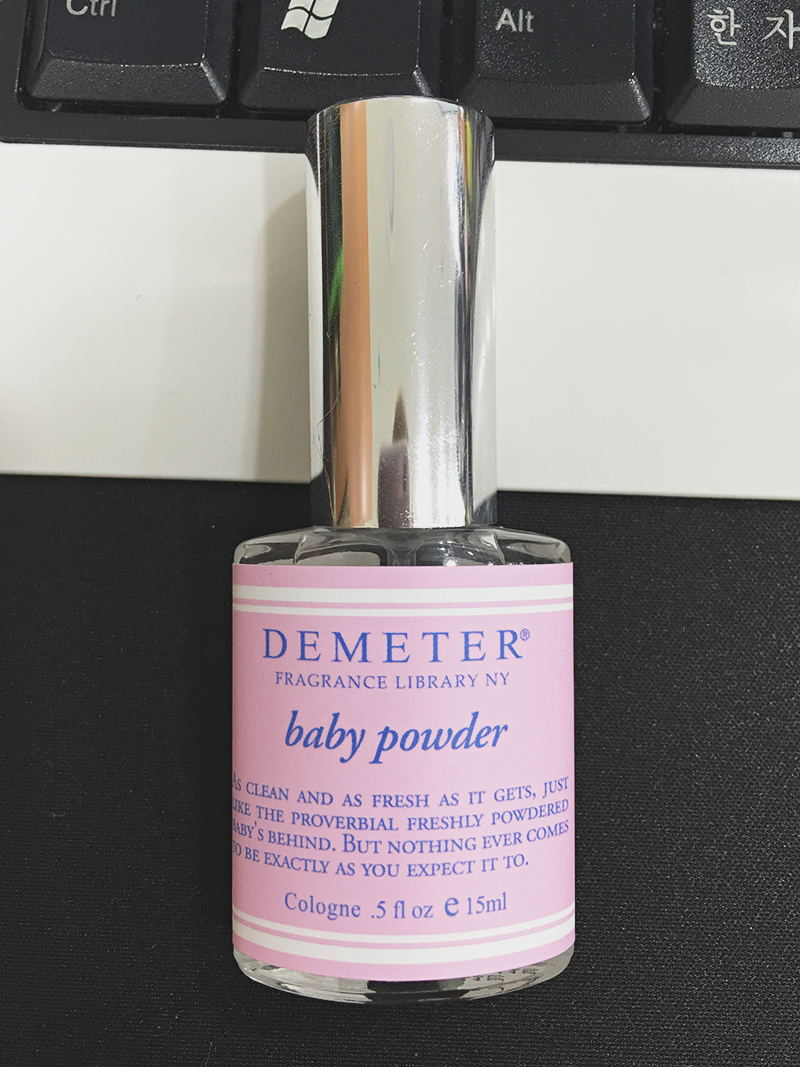 Ctrl
Alt
한 자
DEMETER®
FRAGRANCE LIBRARY NY
baby powder
AS CLEAN AND AS FRESH AS IT GETS, JUST
LIKE THE PROVERBIAL FRESHLY POWDERED
BABY'S BEHIND. BUT NOTHING EVER COMES
TO BE EXACTLY AS YOU EXPECT IT TO.
Cologne .5 fl oz e 15ml